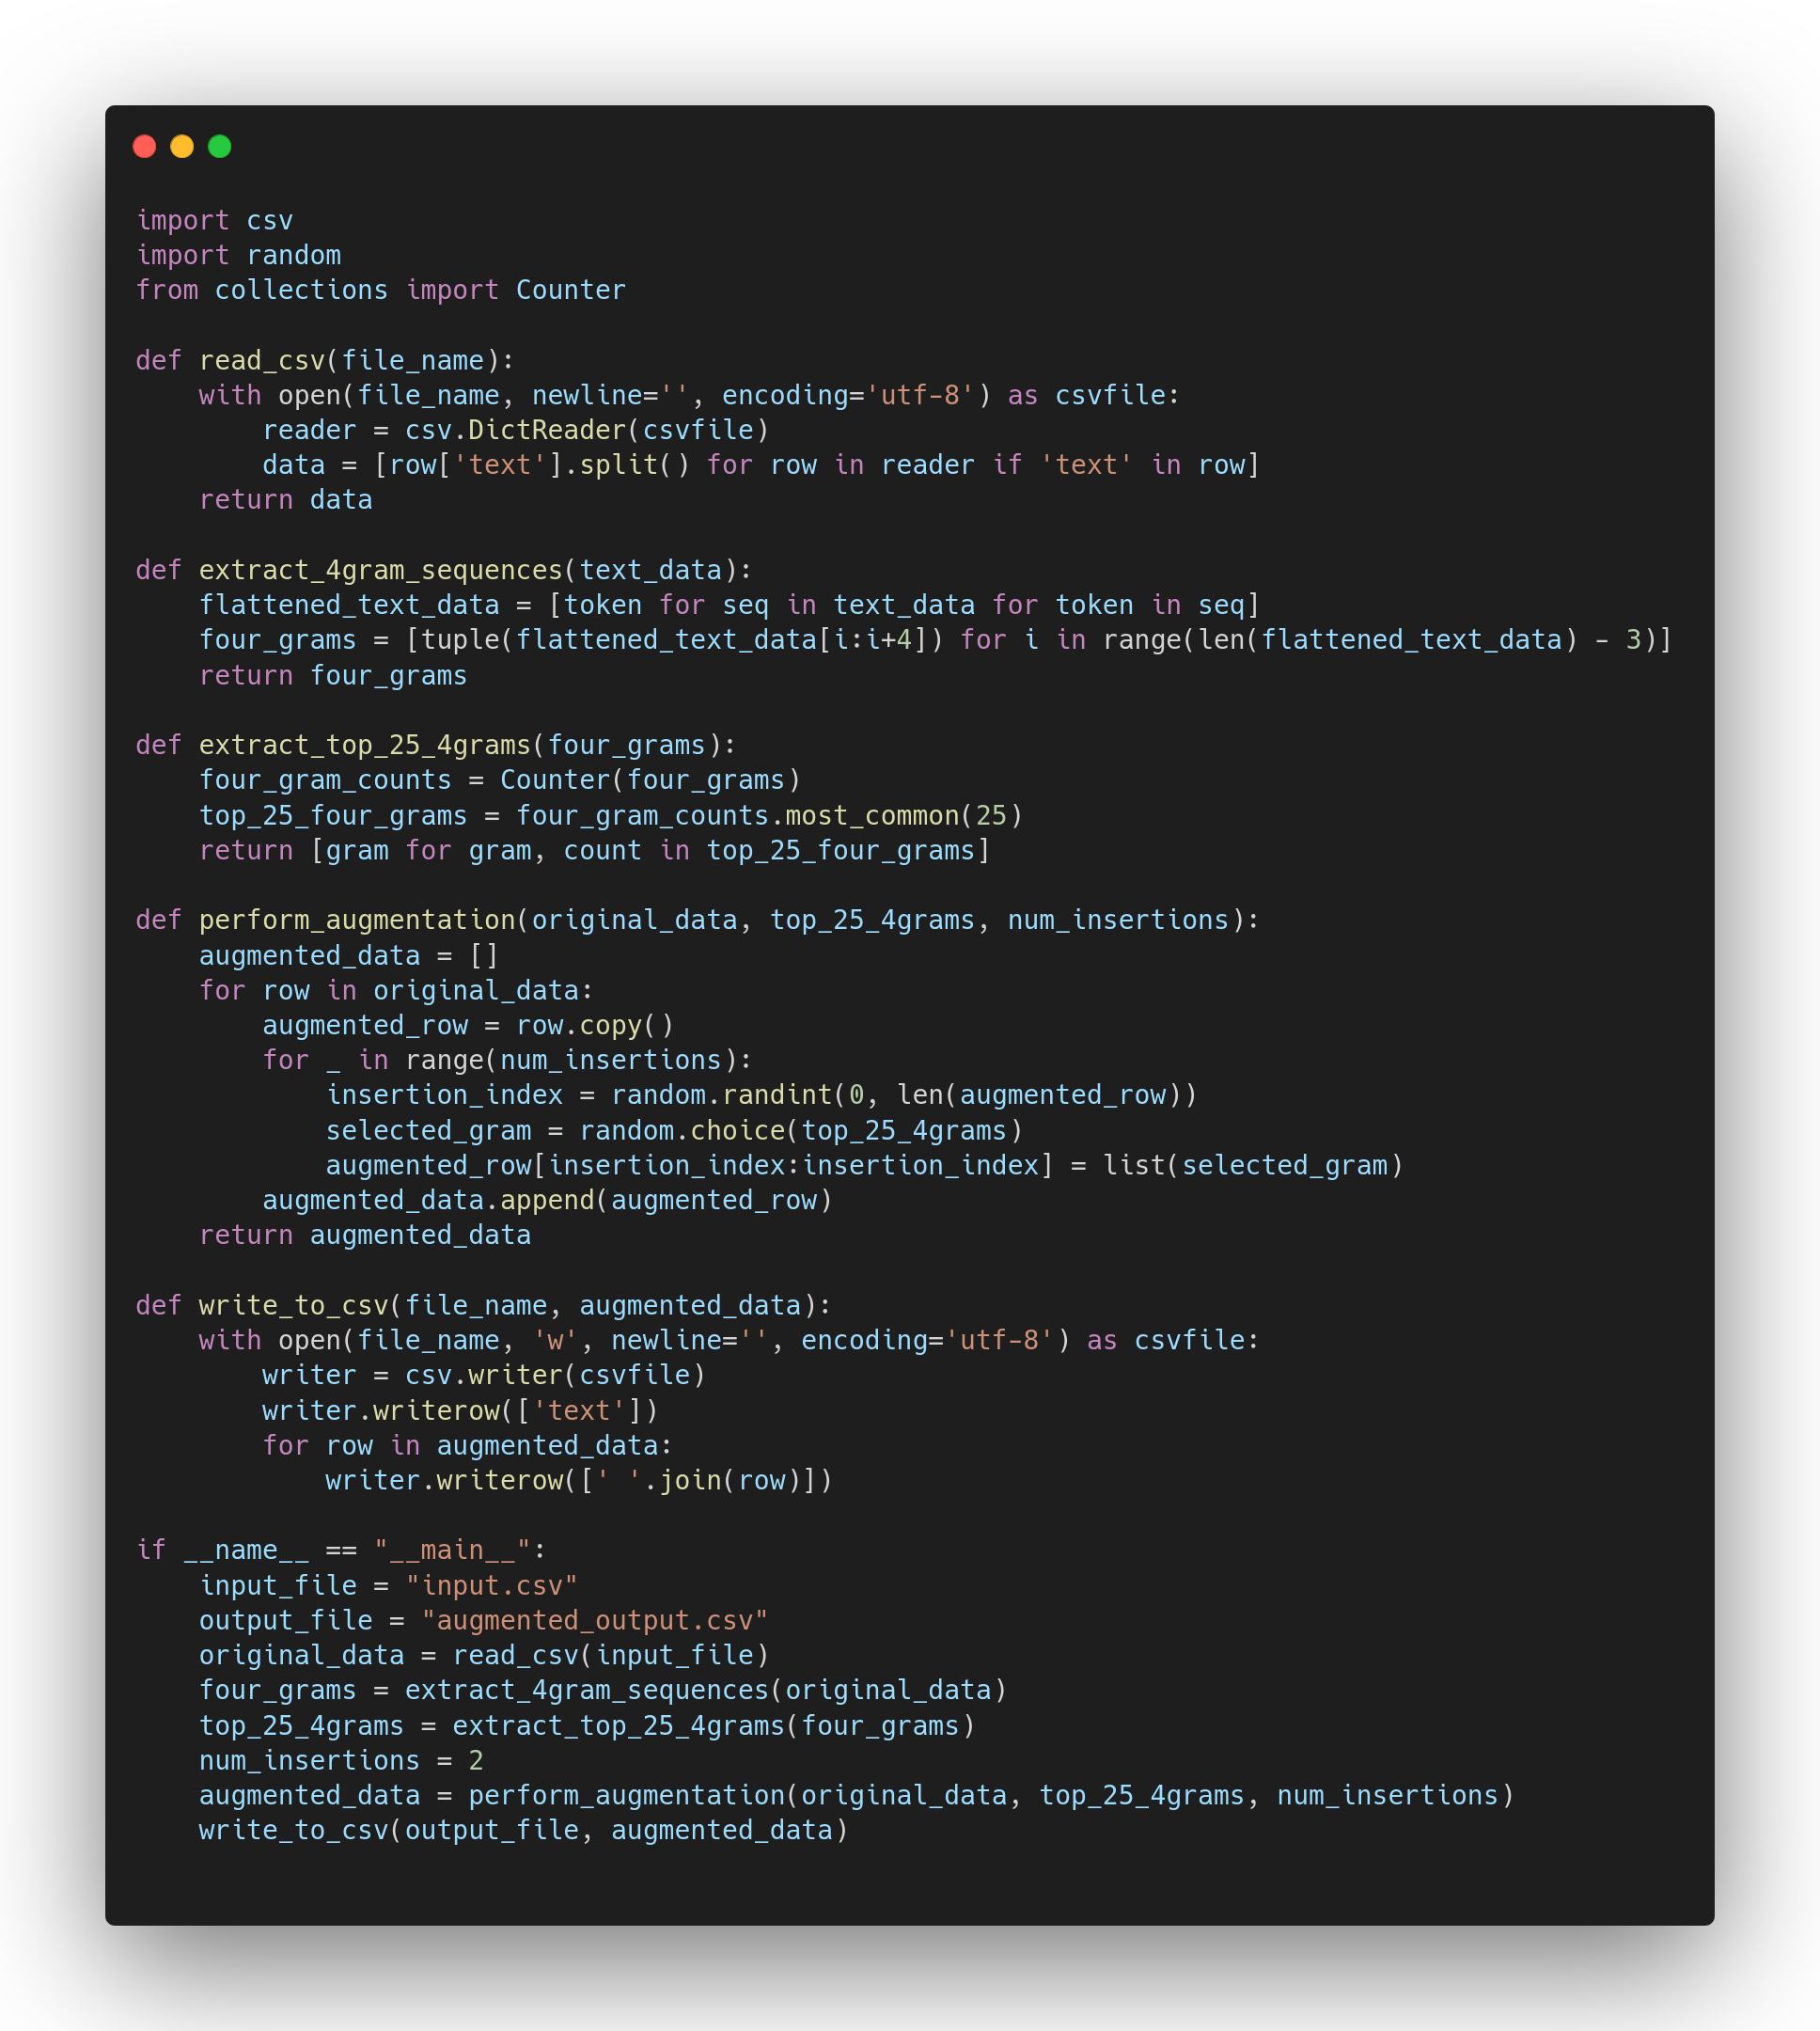 import csv
import random
from collections import Counter

def read_csv(file_name):
    with open(file_name, newline='', encoding='utf-8') as csvfile:
        reader = csv.DictReader(csvfile)
        data = [row['text'].split() for row in reader if 'text' in row]
    return data

def extract_4gram_sequences(text_data):
    flattened_text_data = [token for seq in text_data for token in seq]
    four_grams = [tuple(flattened_text_data[i:i+4]) for i in range(len(flattened_text_data) - 3)]
    return four_grams

def extract_top_25_4grams(four_grams):
    four_gram_counts = Counter(four_grams)
    top_25_four_grams = four_gram_counts.most_common(25)
    return [gram for gram, count in top_25_four_grams]

def perform_augmentation(original_data, top_25_4grams, num_insertions):
    augmented_data = []
    for row in original_data:
        augmented_row = row.copy()
        for _ in range(num_insertions):
            insertion_index = random.randint(0, len(augmented_row))
            selected_gram = random.choice(top_25_4grams)
            augmented_row[insertion_index:insertion_index] = list(selected_gram)
        augmented_data.append(augmented_row)
    return augmented_data

def write_to_csv(file_name, augmented_data):
    with open(file_name, 'w', newline='', encoding='utf-8') as csvfile:
        writer = csv.writer(csvfile)
        writer.writerow(['text'])
        for row in augmented_data:
            writer.writerow([' '.join(row)])

if __name__ == "__main__":
    input_file = "input.csv"
    output_file = "augmented_output.csv"
    original_data = read_csv(input_file)
    four_grams = extract_4gram_sequences(original_data)
    top_25_4grams = extract_top_25_4grams(four_grams)
    num_insertions = 2
    augmented_data = perform_augmentation(original_data, top_25_4grams, num_insertions)
    write_to_csv(output_file, augmented_data)